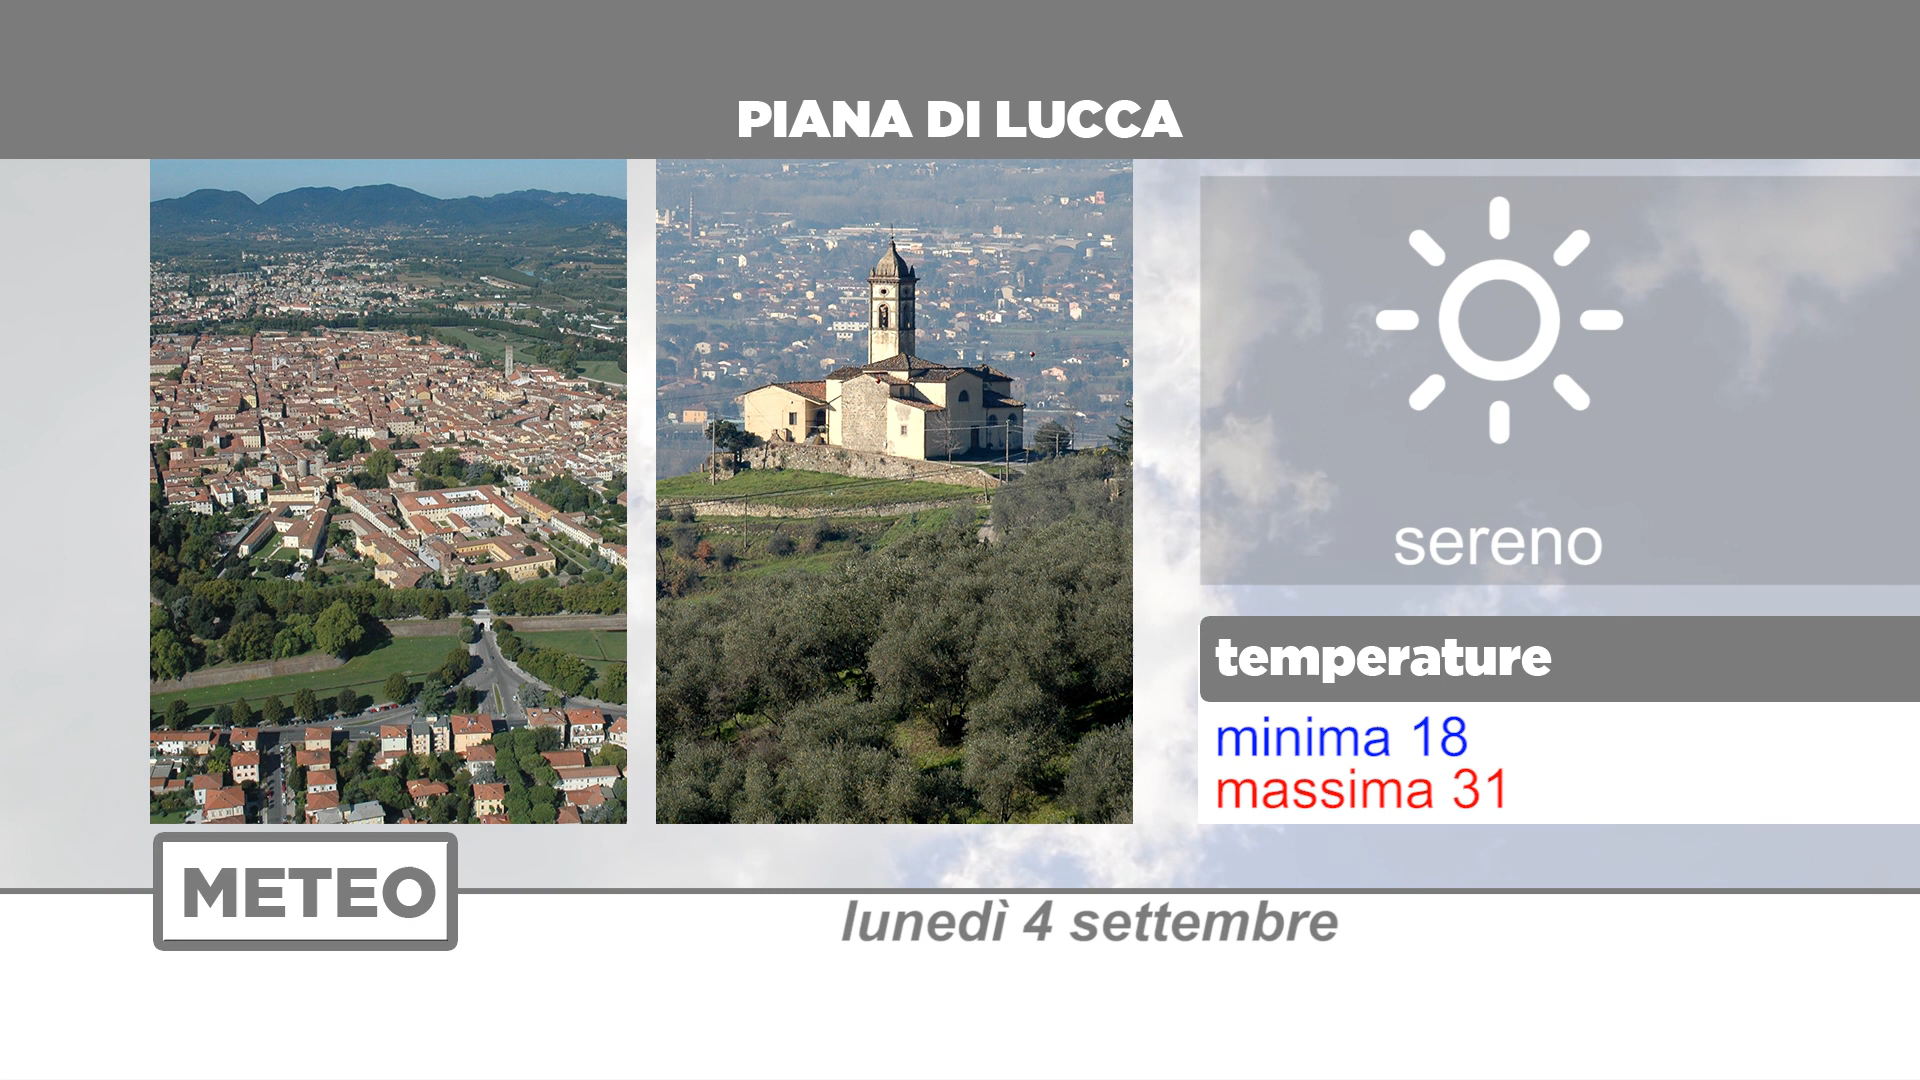 PIANA DI LUCCA
sereno
temperature
minima 18
massima 31
METEO
lunedì 4 settembre